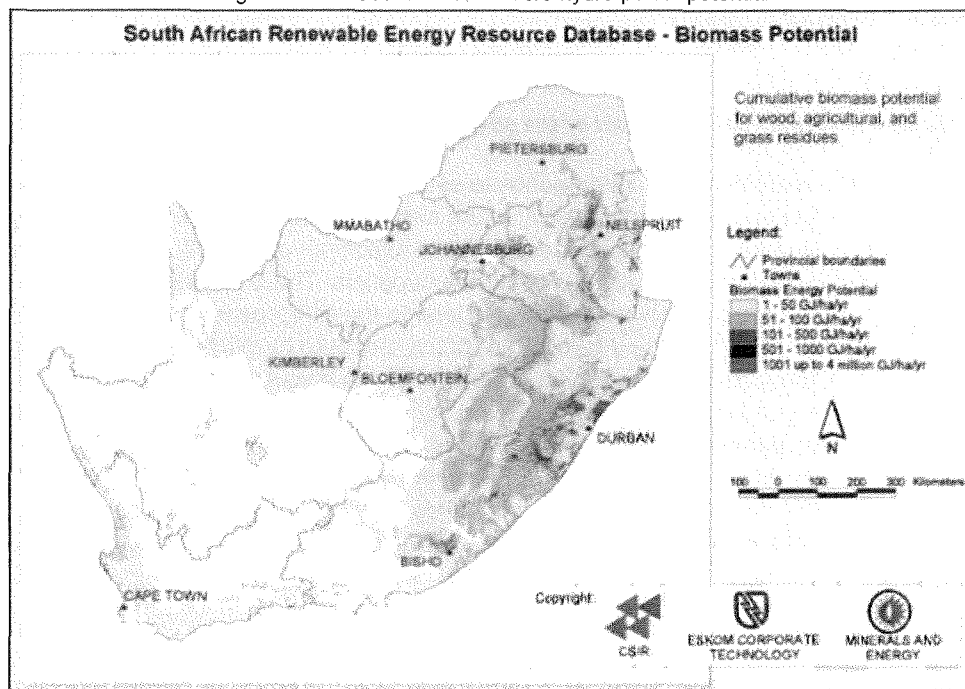 South African Renewable Energy Resource Database - Biomass Potential
Cumulative biomass potential
for wood, agricultural, and
grass residues
PIETERSBURG
MMABATHO
NELSPRUIT
JOHANNESBURG
Legend:
Provincial boundaries
Towns
Biomass Energy Potential
1 - 50 GJ/ha/yr
51 - 100 GJ/ha/yr
101 - 500 GJ/ha/yr
501 - 1000 GJ/ha/yr
1001 up to 4 million GJ/ha/yr
KIMBERLEY
BLOEMFONTEIN
DURBAN
N
100 0 100 200 300 Kilometers
BISHO
CAPE TOWN
Copyright:
CSIR
ESKOM CORPORATE
TECHNOLOGY
MINERALS AND
ENERGY